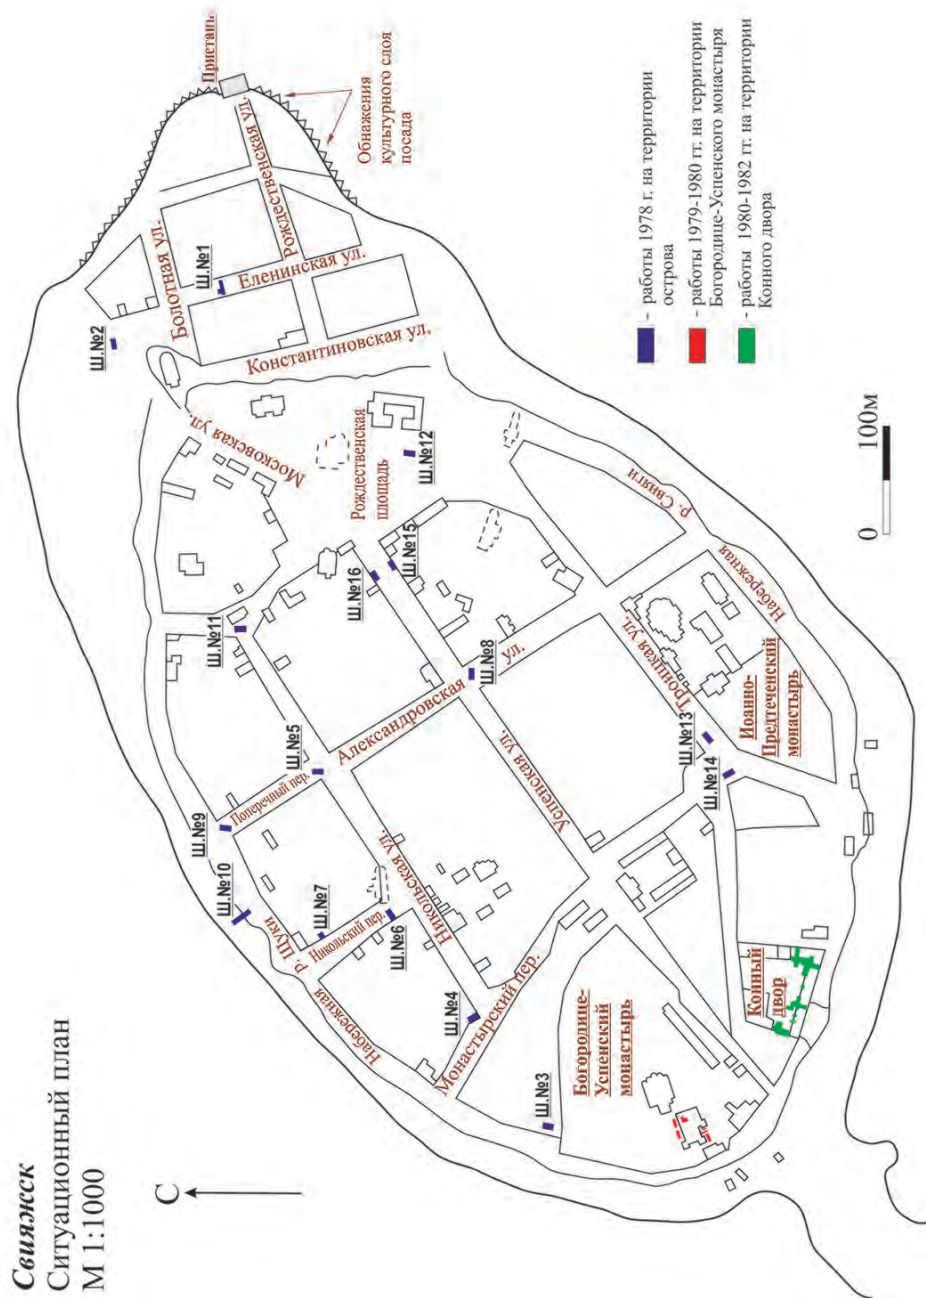 Свияжск
Ситуационный план
М 1:1000
С
Пристань
Обнажения
культурного слоя
посада
Рождественская ул.
Болотная ул.
Ш.№1
Еленинская ул.
Ш.№2
Константиновская ул.
Московская ул.
Рождественская
площадь
Ш.№12
Ш.№15
Ш.№16
Ш.№11
р. Свияги
Набережная
Ш.№8
Александровская
ул.
Ш.№5
Поперечный пер.
Ш.№9
Троицкая ул.
Иоанно-
Предтеченский
монастырь
Ш.№13
Ш.№14
Успенская ул.
Никольская ул.
Ш.№10
Ш.№7
Никольский пер.
Ш.№6
р. Щуки
Набережная
Ш.№4
Монастырский пер.
Ш.№3
Богородице-
Успенский
монастырь
Конный
двор
- работы 1978 г. на территории
острова
- работы 1979-1980 гг. на территории
Богородице-Успенского монастыря
- работы 1980-1982 гг. на территории
Конного двора
0
100м